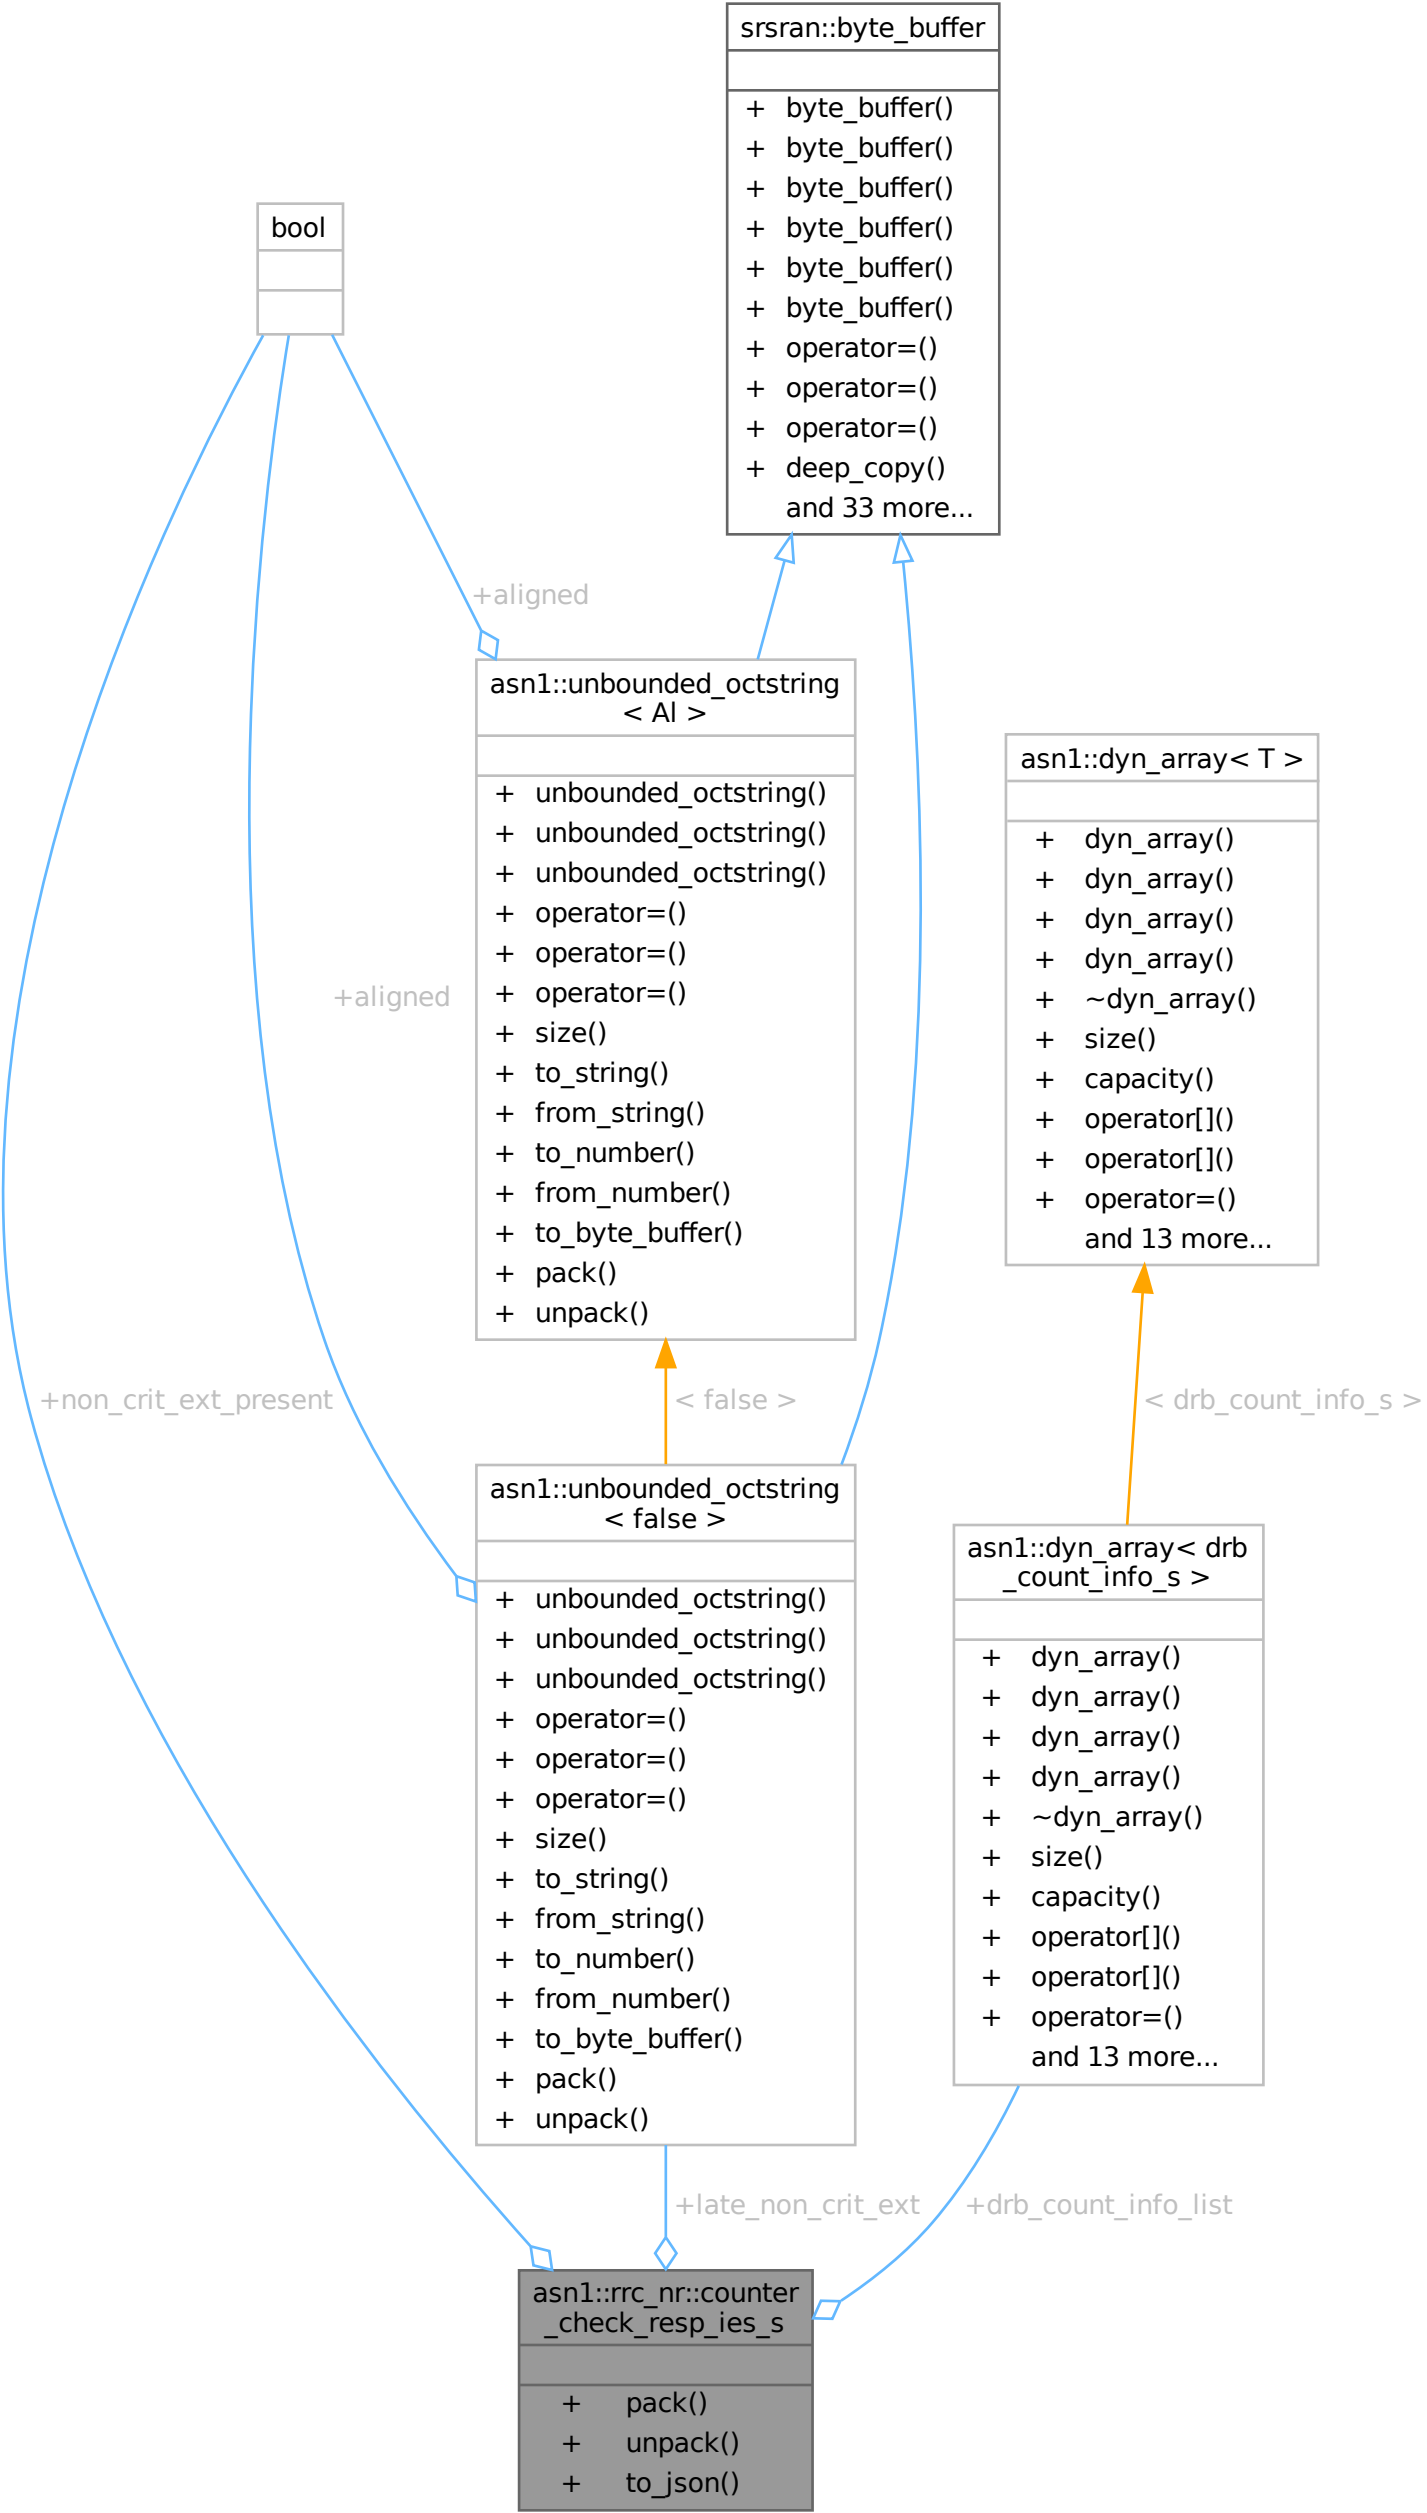 srsran::byte_buffer
+ byte_buffer()
+ byte_buffer()
+ byte_buffer()
+ byte_buffer()
+ byte_buffer()
+ byte_buffer()
+ operator=()
+ operator=()
+ operator=()
+ deep_copy()
and 33 more...
bool
+aligned
asn1::unbounded_octstring
< Al >
+ unbounded_octstring()
+ unbounded_octstring()
+ unbounded_octstring()
+ operator=()
+ operator=()
+ operator=()
+ size()
+ to_string()
+ from_string()
+ to_number()
+ from_number()
+ to_byte_buffer()
+ pack()
+ unpack()
asn1::dyn_array< T >
+ dyn_array()
+ dyn_array()
+ dyn_array()
+ dyn_array()
+ ~dyn_array()
+ size()
+ capacity()
+ operator[]()
+ operator[]()
+ operator=()
and 13 more...
+aligned
+non_crit_ext_present
< false >
< drb_count_info_s >
asn1::unbounded_octstring
< false >
+ unbounded_octstring()
+ unbounded_octstring()
+ unbounded_octstring()
+ operator=()
+ operator=()
+ operator=()
+ size()
+ to_string()
+ from_string()
+ to_number()
+ from_number()
+ to_byte_buffer()
+ pack()
+ unpack()
asn1::dyn_array< drb
_count_info_s >
+ dyn_array()
+ dyn_array()
+ dyn_array()
+ dyn_array()
+ ~dyn_array()
+ size()
+ capacity()
+ operator[]()
+ operator[]()
+ operator=()
and 13 more...
+late_non_crit_ext
+drb_count_info_list
asn1::rrc_nr::counter
_check_resp_ies_s
+ pack()
+ unpack()
+ to_json()